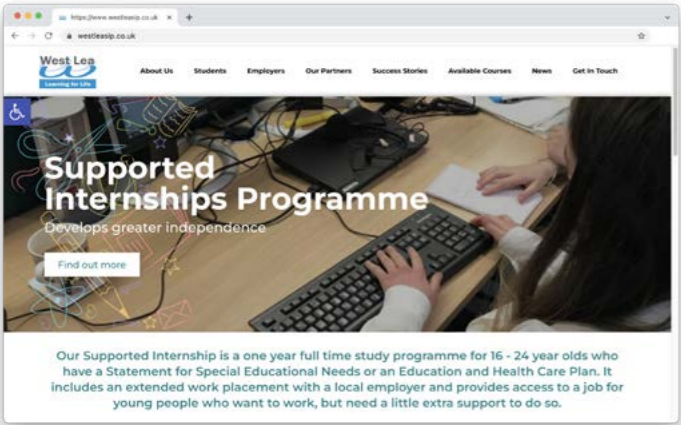 https://www.westleasip.co.uk
westleasip.co.uk
West Lea
Learning for Life
About Us
Students
Employers
Our Partners
Success Stories
Available Courses
News
Get In Touch
Supported
Internships Programme
Develops greater independence
Find out more
Our Supported Internship is a one year full time study programme for 16 - 24 year olds who
have a Statement for Special Educational Needs or an Education and Health Care Plan. It
includes an extended work placement with a local employer and provides access to a job for
young people who want to work, but need a little extra support to do so.